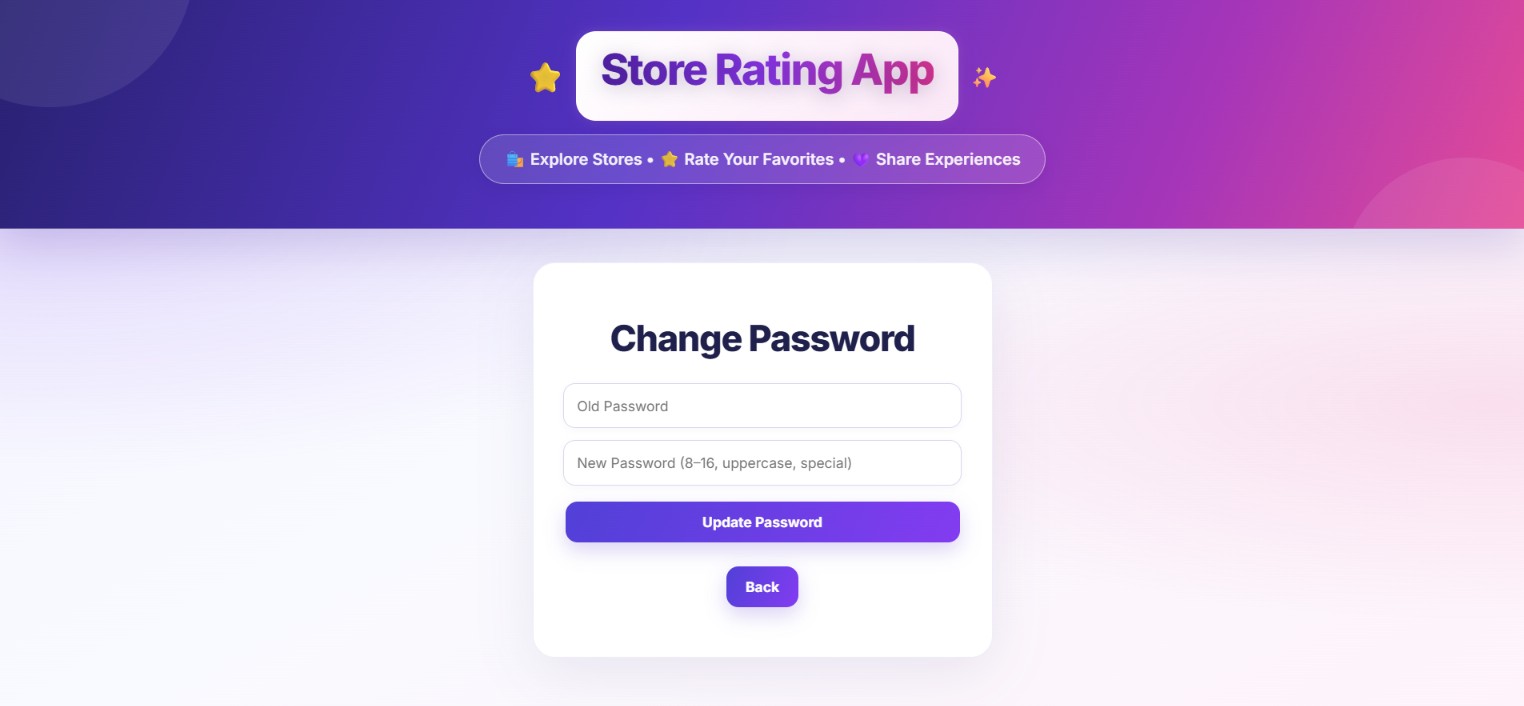 Store Rating App
Explore Stores • Rate Your Favorites • Share Experiences
Change Password
Old Password
New Password (8–16, uppercase, special)
Update Password
Back